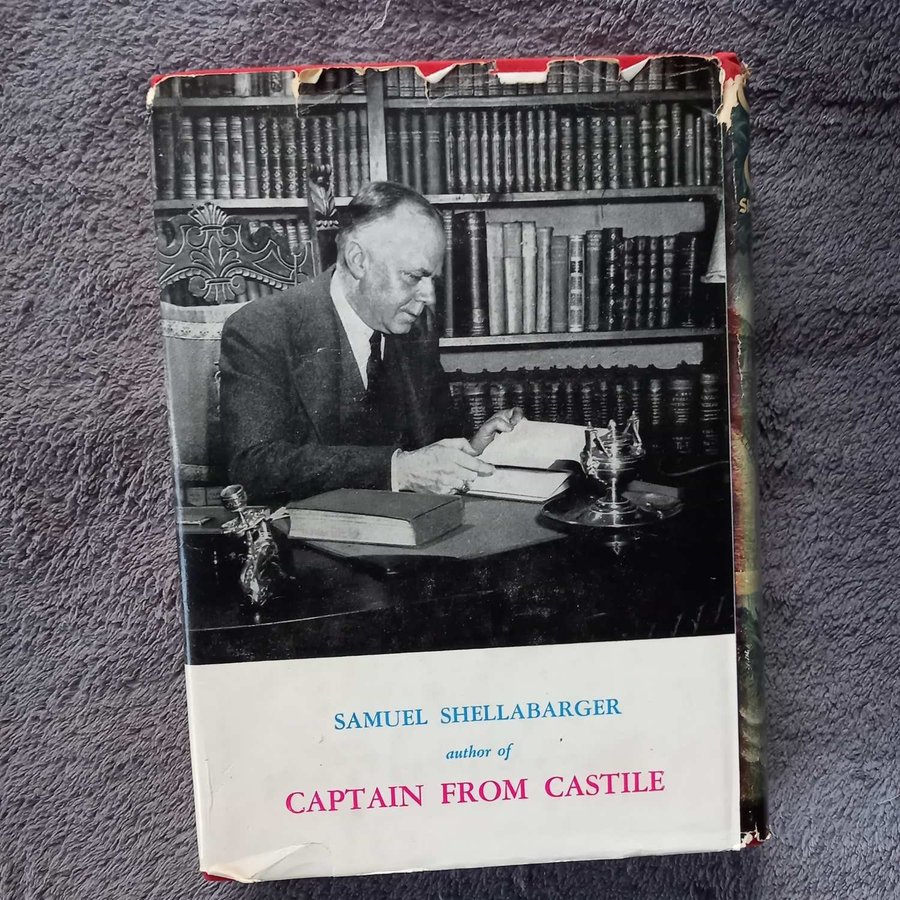 SAMUEL SHELLABARGER
author of
CAPTAIN FROM CASTILE